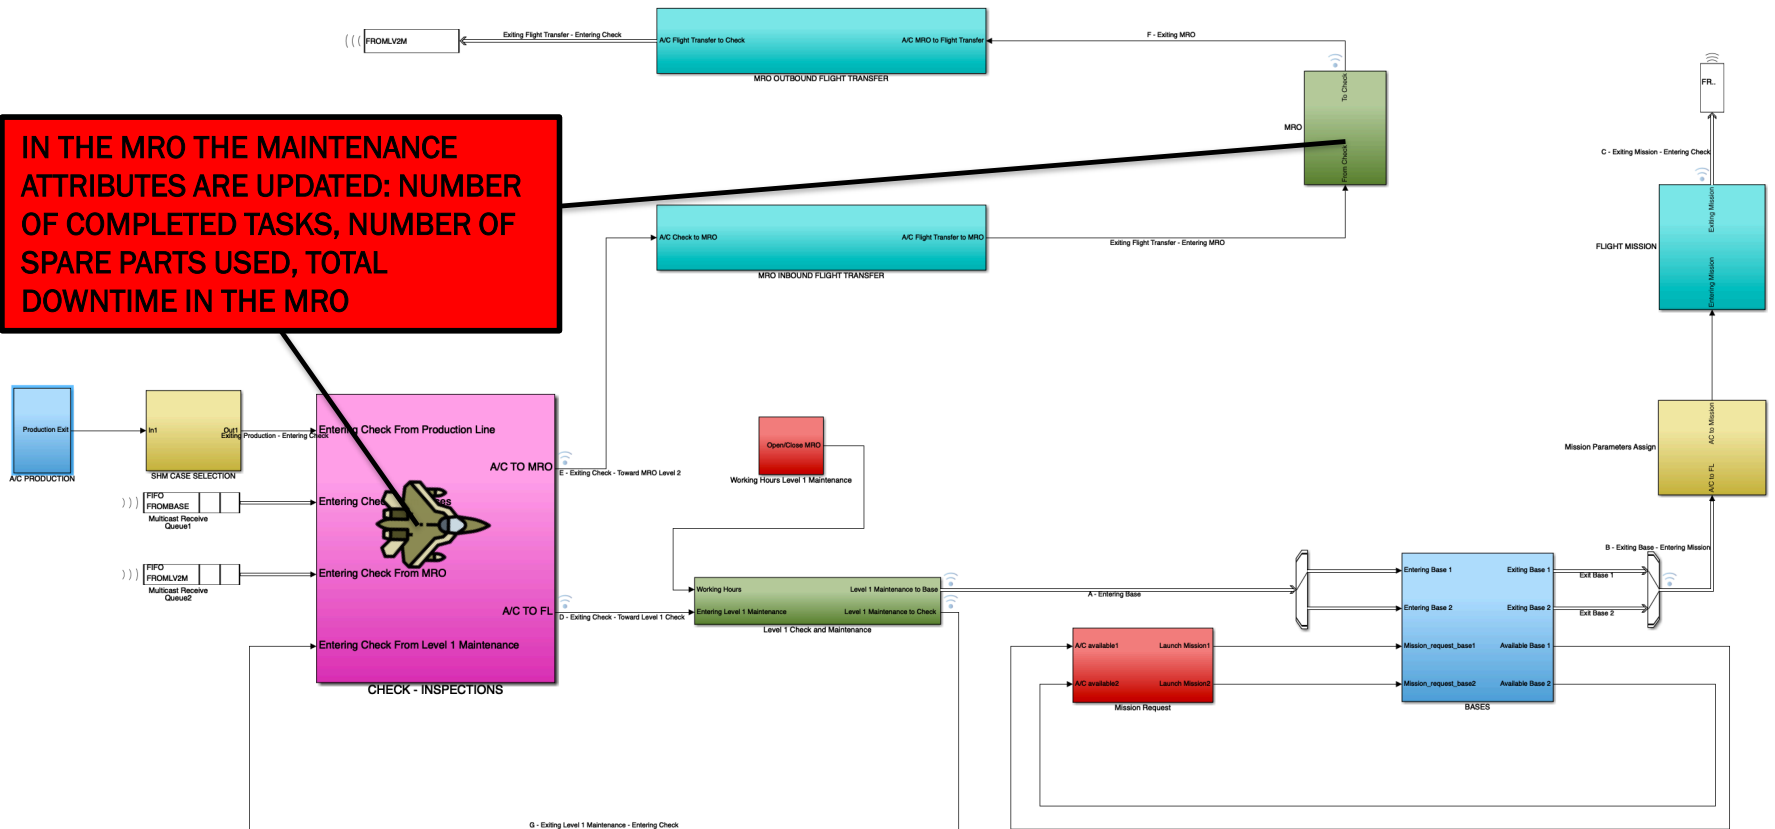 FROMLV2M
Exiting Flight Transfer - Entering Check
A/C Flight Transfer to Check
A/C MRO to Flight Transfer
MRO OUTBOUND FLIGHT TRANSFER
F - Exiting MRO
To Check
From Check
MRO
FR..
C - Exiting Mission - Entering Check
Exiting Mission
Entering Mission
FLIGHT MISSION
IN THE MRO THE MAINTENANCE
ATTRIBUTES ARE UPDATED: NUMBER
OF COMPLETED TASKS, NUMBER OF
SPARE PARTS USED, TOTAL
DOWNTIME IN THE MRO
A/C Check to MRO
A/C Flight Transfer to MRO
MRO INBOUND FLIGHT TRANSFER
Exiting Flight Transfer - Entering MRO
Production Exit
A/C PRODUCTION
In1
Out1
SHM CASE SELECTION
Exiting Production - Entering Check
FIFO
FROMBASE
Multicast Receive
Queue1
FIFO
FROMLV2M
Multicast Receive
Queue2
Entering Check From Production Line
A/C TO MRO
Entering Check From MRO
A/C TO FL
Entering Check From Level 1 Maintenance
CHECK - INSPECTIONS
E - Exiting Check - Toward MRO Level 2
D - Exiting Check - Toward Level 1 Check
Open/Close MRO
Working Hours Level 1 Maintenance
Working Hours
Level 1 Maintenance to Base
Entering Level 1 Maintenance
Level 1 Maintenance to Check
Level 1 Check and Maintenance
A - Entering Base
Entering Base 1
Exiting Base 1
Entering Base 2
Exiting Base 2
Mission_request_base1
Available Base 1
Mission_request_base2
Available Base 2
BASES
Exit Base 1
Exit Base 2
A/C available1
Launch Mission1
A/C available2
Launch Mission2
Mission Request
AC to Mission
A/C to FL
Mission Parameters Assign
B - Exiting Base - Entering Mission
G - Exiting Level 1 Maintenance - Entering Check